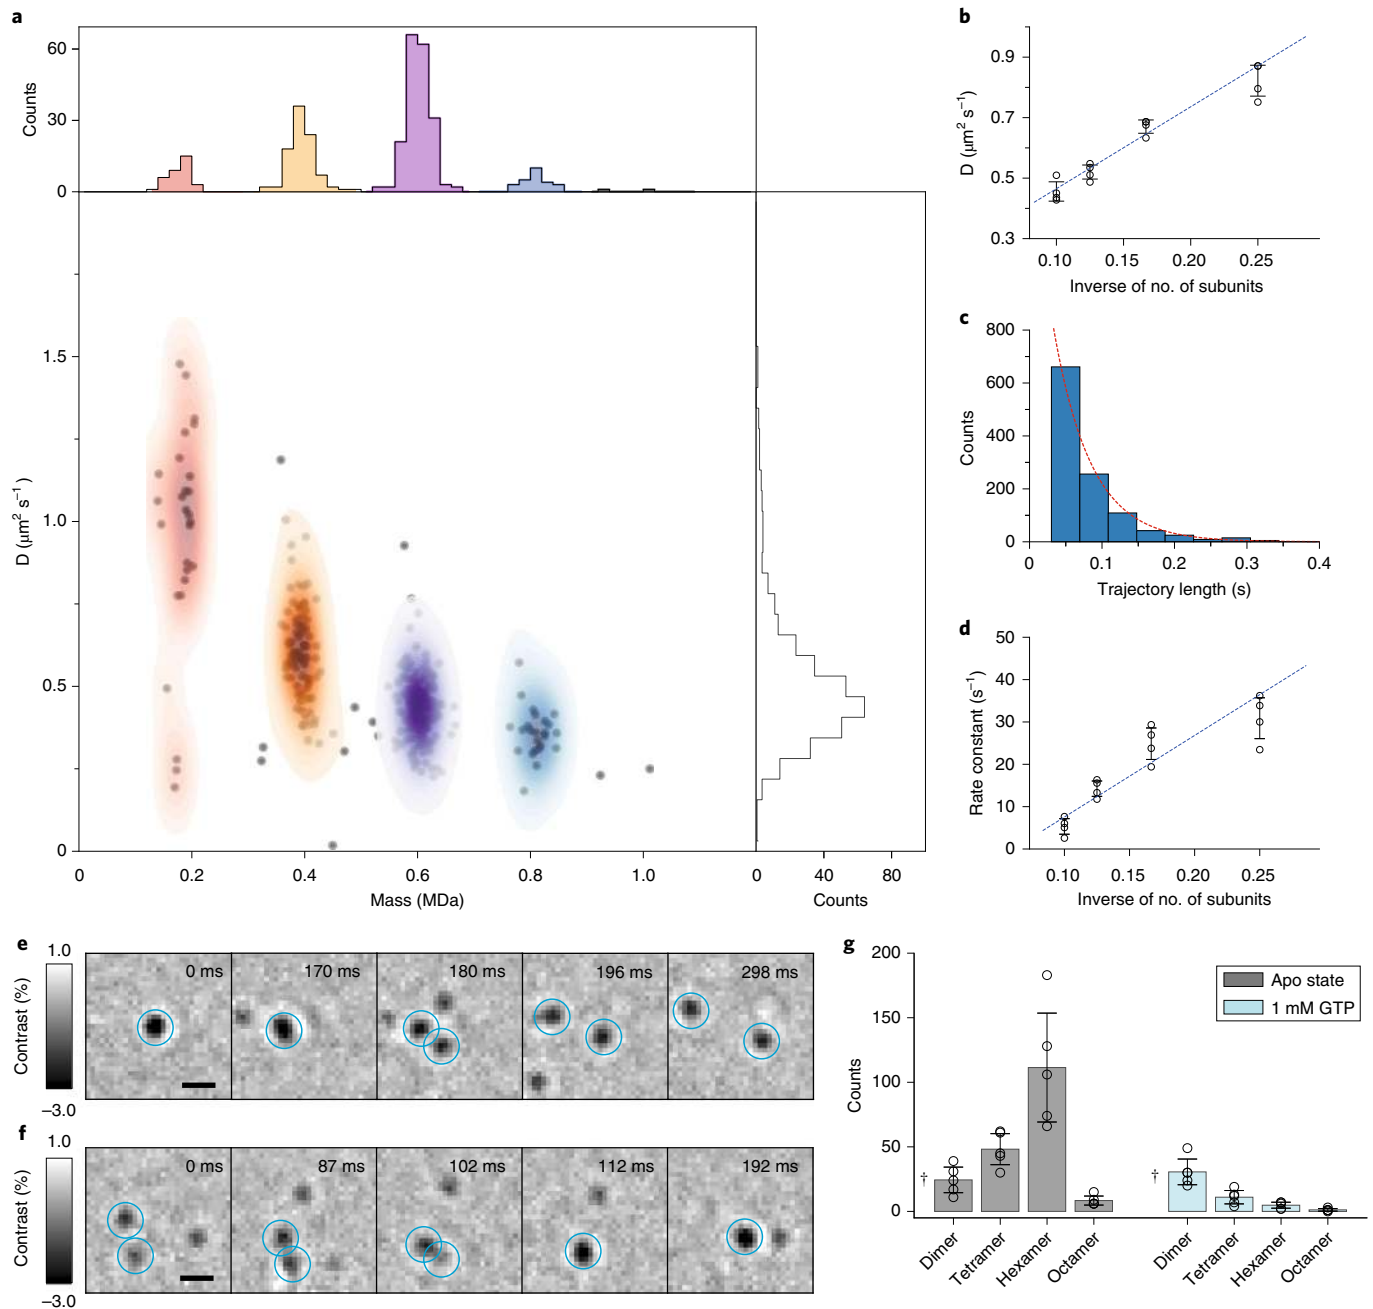 a
Counts
60
30
0
D (μm² s⁻¹)
1.5
1.0
0.5
0
0
0.2
0.4
0.6
0.8
1.0
Mass (MDa)
0
40
80
Counts
b
D (μm² s⁻¹)
0.9
0.7
0.5
0.3
0.10
0.15
0.20
0.25
Inverse of no. of subunits
c
Counts
800
600
400
200
0
0
0.1
0.2
0.3
0.4
Trajectory length (s)
d
Rate constant (s⁻¹)
50
40
30
20
10
0
0.10
0.15
0.20
0.25
Inverse of no. of subunits
e
1.0
Contrast (%)
–3.0
0 ms
170 ms
180 ms
196 ms
298 ms
f
1.0
Contrast (%)
–3.0
0 ms
87 ms
102 ms
112 ms
192 ms
g
Counts
200
150
100
50
0
Apo state
1 mM GTP
†
†
Dimer
Tetramer
Hexamer
Octamer
Dimer
Tetramer
Hexamer
Octamer